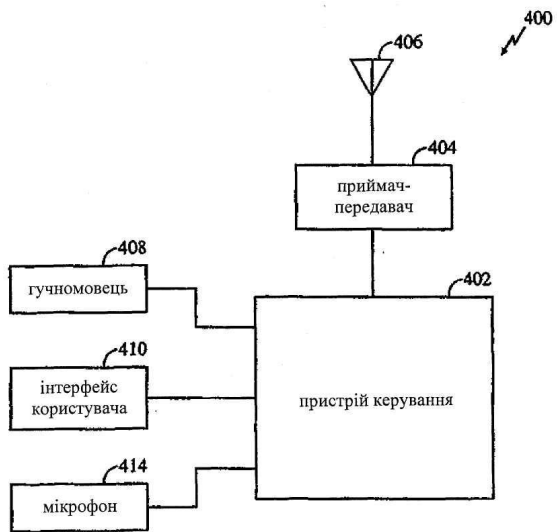 400
406
404
приймач-
передавач
408
гучномовець
402
410
інтерфейс
користувача
пристрій керування
414
мікрофон